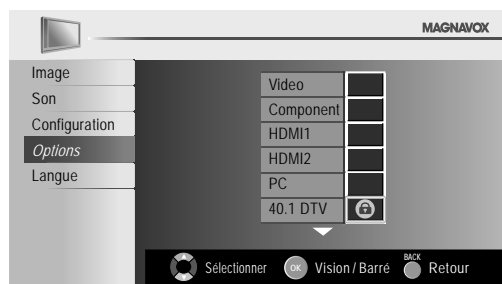 MAGNAVOX
Image
Son
Configuration
Options
Langue
Video
Component
HDMI1
HDMI2
PC
40.1 DTV
Sélectionner
OK
Vision / Barré
BACK
Retour